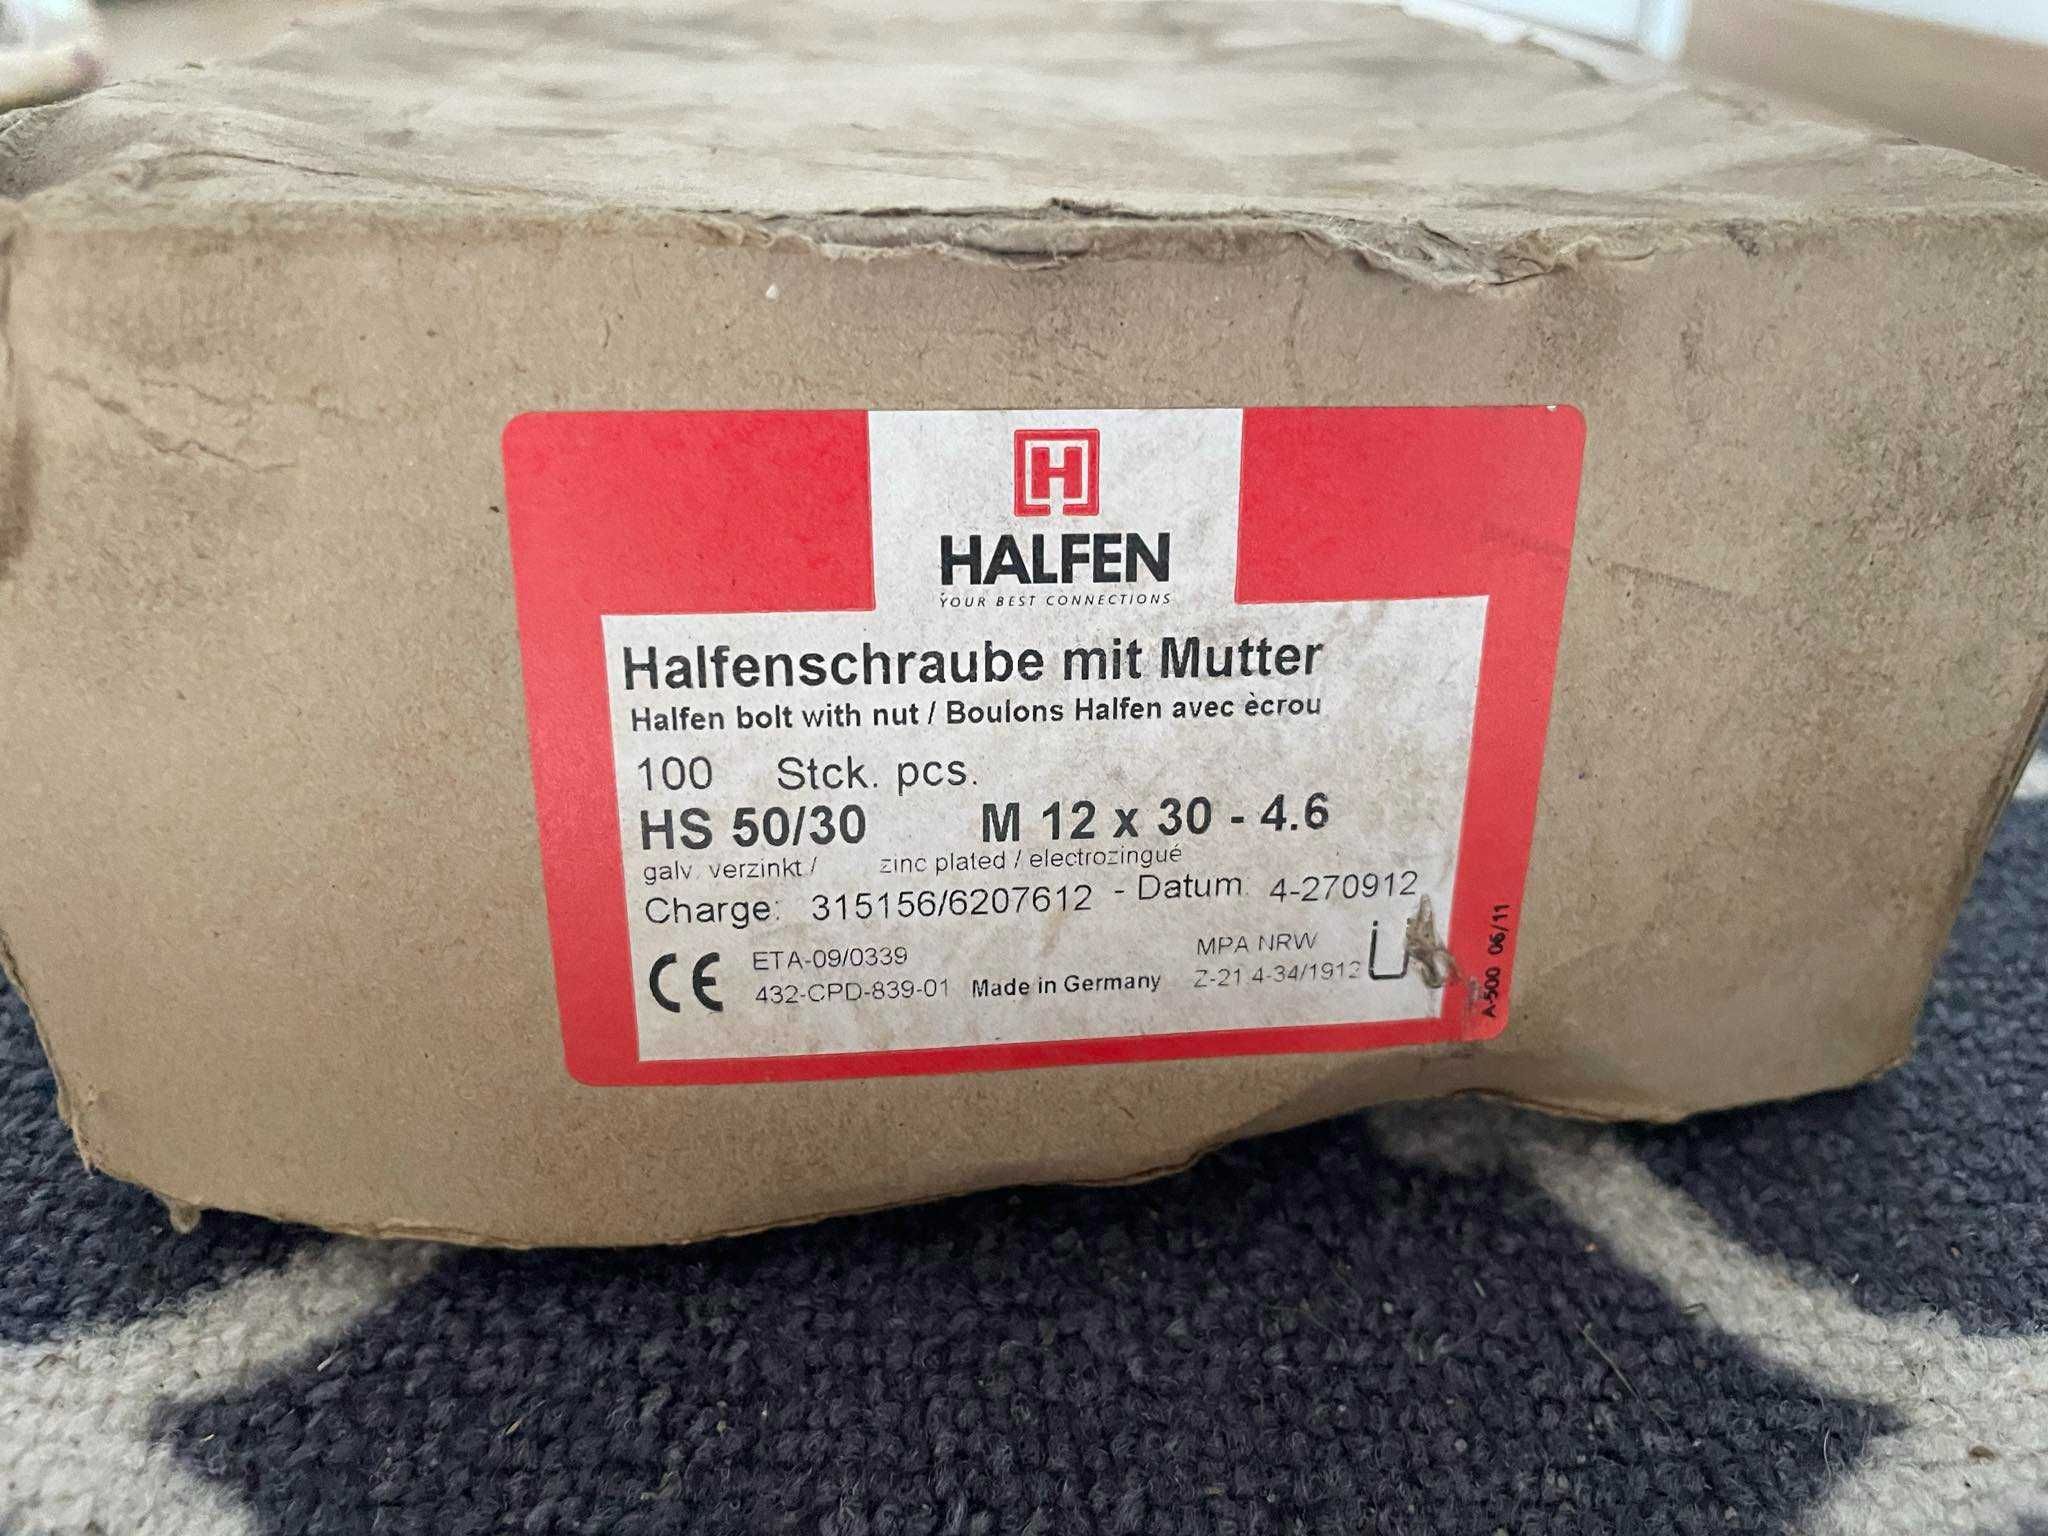 H
HALFEN
YOUR BEST CONNECTIONS
Halfenschraube mit Mutter
Halfen bolt with nut / Boulons Halfen avec ècrou
100 Stck. pcs.
HS 50/30 M 12 x 30 - 4.6
galv. verzinkt / zinc plated / electrozingué
Charge: 315156/6207612 - Datum: 4-270912
CE ETA-09/0339
432-CPD-839-01 Made in Germany
MPA NRW
Z-21.4-34/1912
A-500 06/11